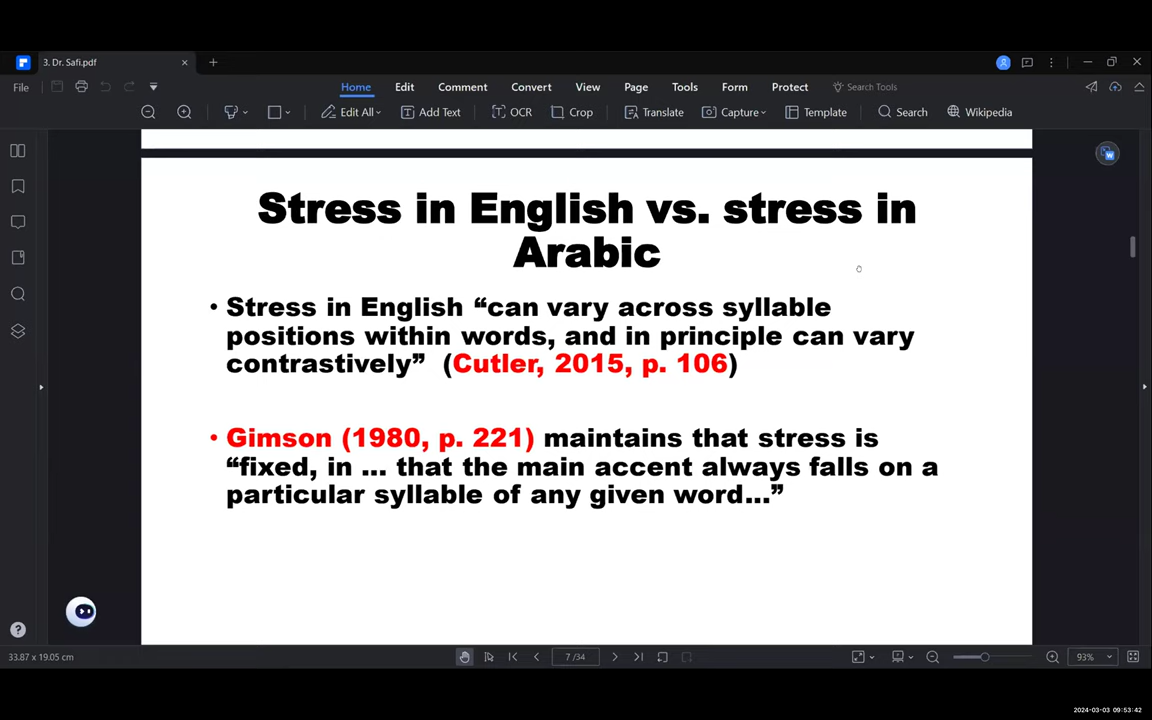 3. Dr. Safi.pdf
File
Home Edit Comment Convert View Page Tools Form Protect Search Tools
Edit All Add Text OCR Crop Translate Capture Template Search Wikipedia
Stress in English vs. stress in
Arabic
• Stress in English “can vary across syllable
positions within words, and in principle can vary
contrastively” (Cutler, 2015, p. 106)
• Gimson (1980, p. 221) maintains that stress is
“fixed, in ... that the main accent always falls on a
particular syllable of any given word...”
33.87 x 19.05 cm
7 /34
93%
2024-03-03 09:53:42